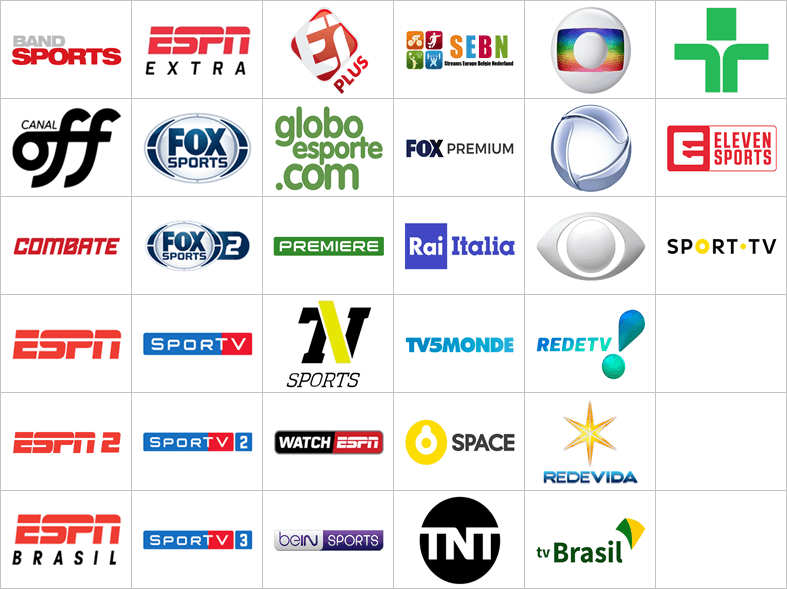 BAND
SPORTS
ESPN
EXTRA
EI
PLUS
SEBN
Streams Europe Belgie Nederland
CANAL
off
FOX
SPORTS
globo
esporte
.com
FOX PREMIUM
ELEVEN
SPORTS
COMBATE
FOX
SPORTS 2
PREMIERE
Rai Italia
SPORT•TV
ESPN
SPORTV
N
SPORTS
TV5MONDE
REDETV!
ESPN 2
SPORTV 2
WATCH ESPN
SPACE
REDEVIDA
ESPN
BRASIL
SPORTV 3
beIN SPORTS
TNT
tv Brasil